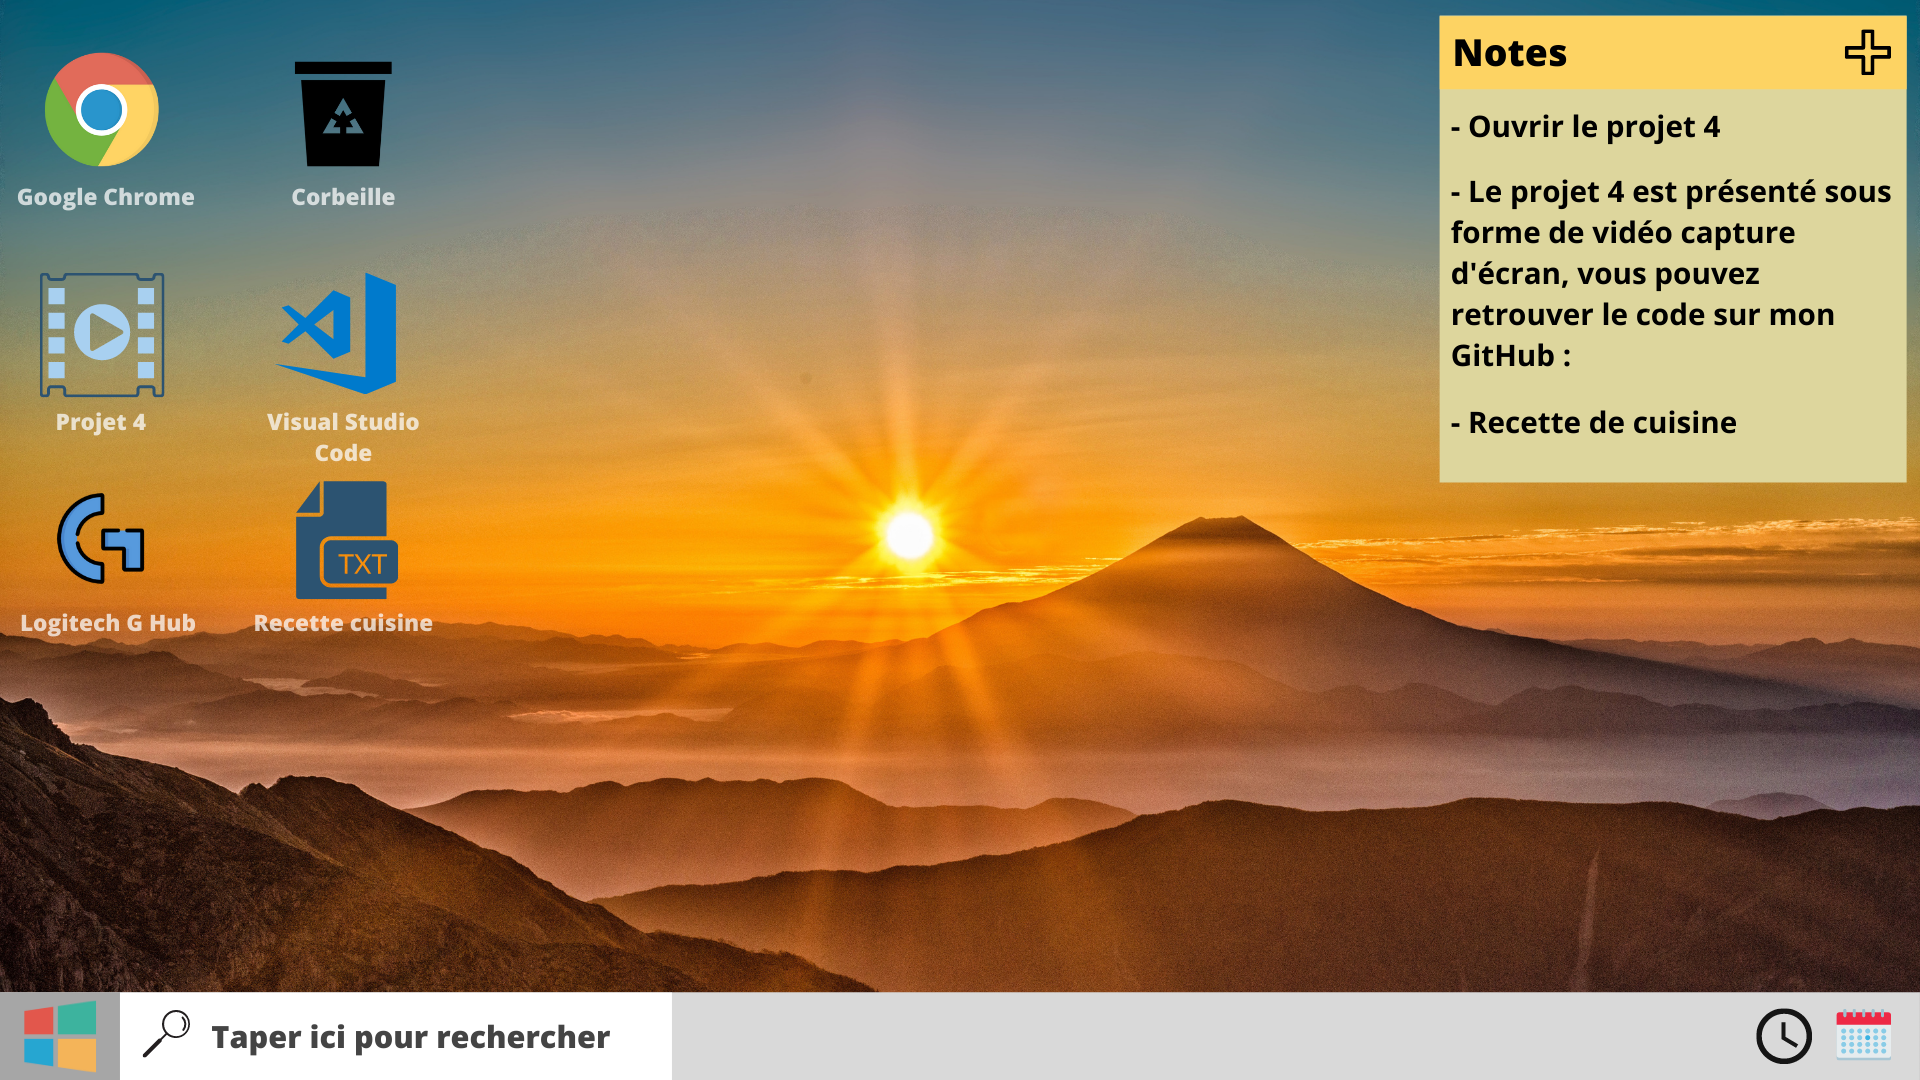 Google Chrome
Corbeille
Projet 4
Visual Studio
Code
Logitech G Hub
TXT
Recette cuisine
Notes
- Ouvrir le projet 4
- Le projet 4 est présenté sous
forme de vidéo capture
d'écran, vous pouvez
retrouver le code sur mon
GitHub :
- Recette de cuisine
Taper ici pour rechercher